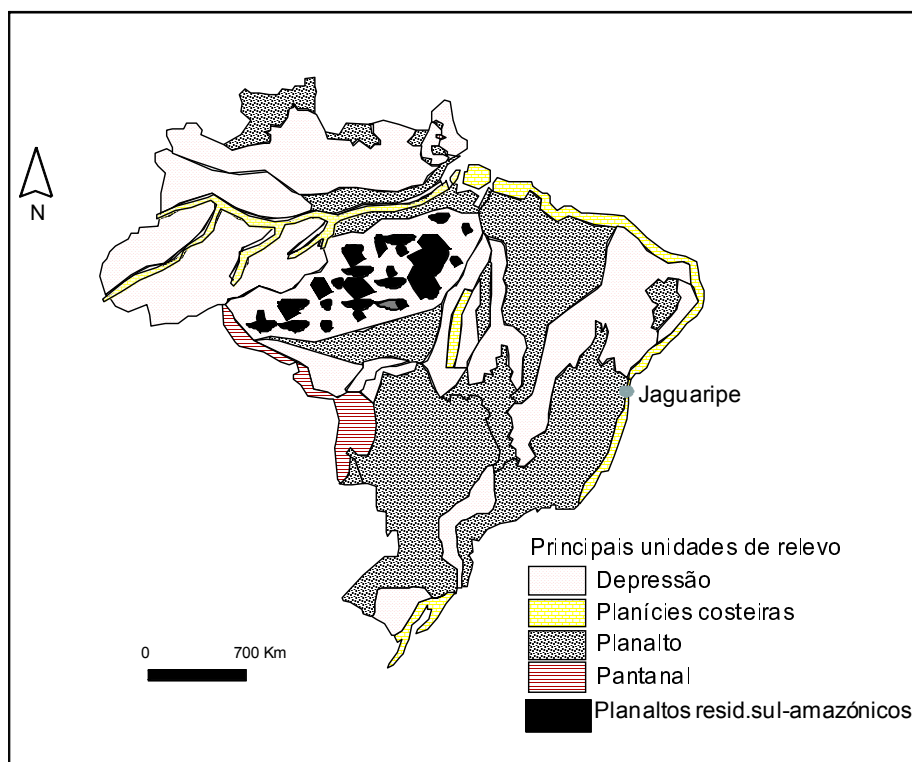 N
Jaguaripe
Principais unidades de relevo
Depressão
Planícies costeiras
Planalto
Pantanal
Planaltos resid.sul-amazónicos
0 700 Km